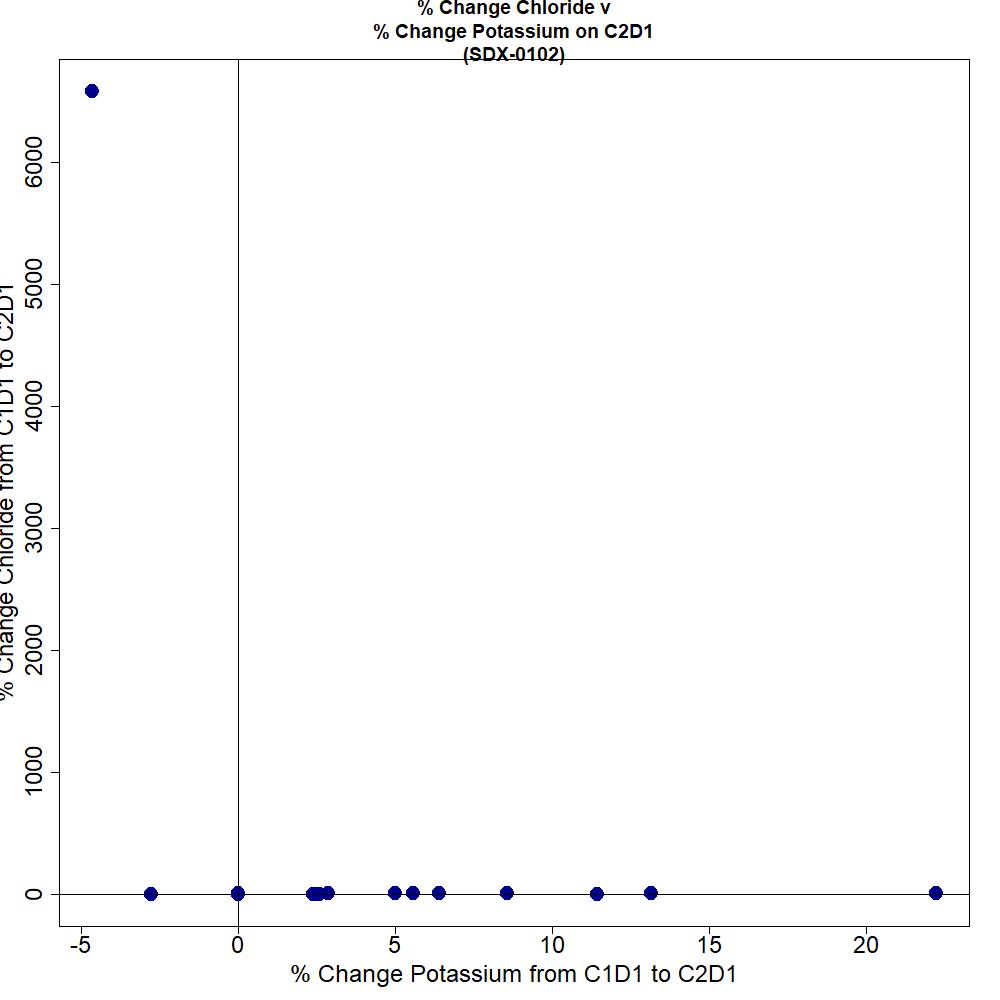 % Change Chloride v
% Change Potassium on C2D1
(SDX-0102)
% Change Chloride from C1D1 to C2D1
6000
5000
4000
3000
2000
1000
0
-5
0
5
10
15
20
% Change Potassium from C1D1 to C2D1